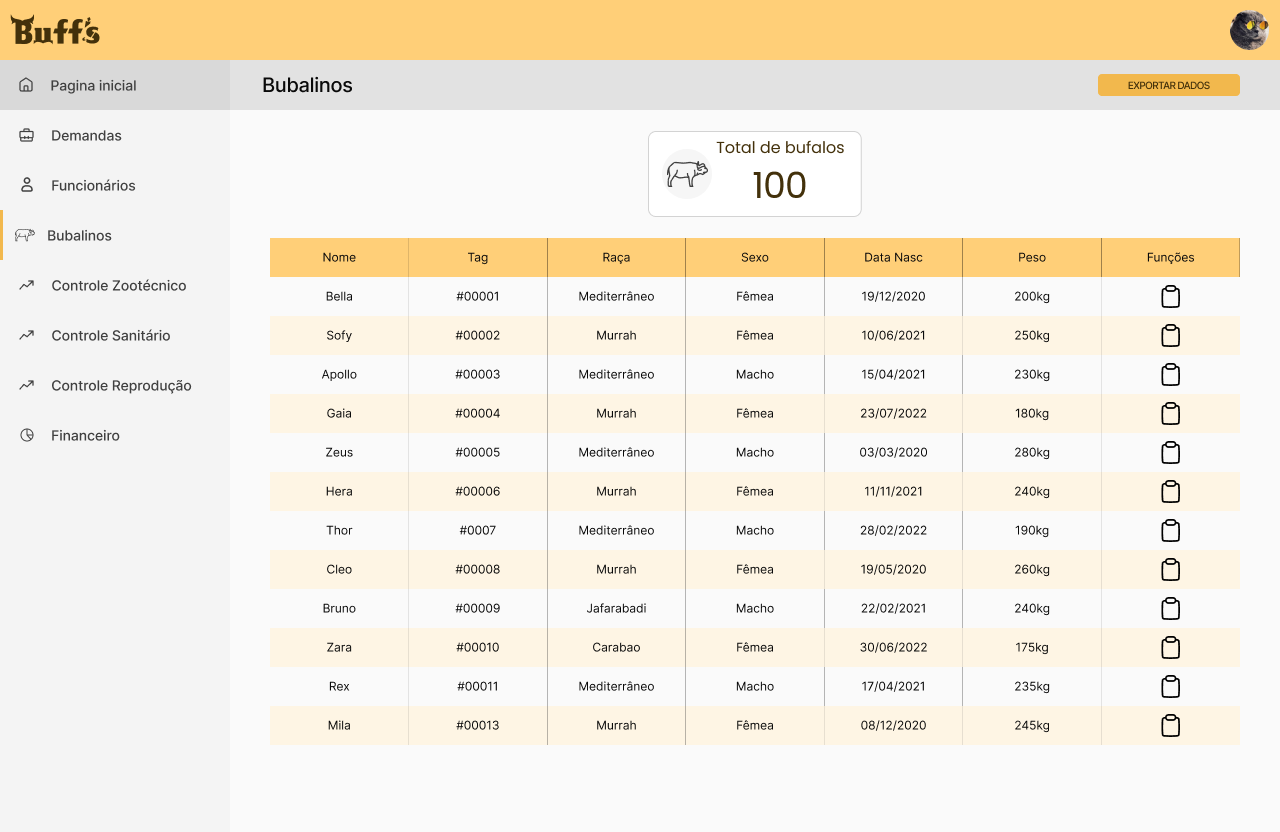 Buff's
Pagina inicial
Demandas
Funcionários
Bubalinos
Controle Zootécnico
Controle Sanitário
Controle Reprodução
Financeiro
Bubalinos
EXPORTAR DADOS
Total de bufalos
100
Nome Tag Raça Sexo Data Nasc Peso Funções
Bella #00001 Mediterrâneo Fêmea 19/12/2020 200kg
Sofy #00002 Murrah Fêmea 10/06/2021 250kg
Apollo #00003 Mediterrâneo Macho 15/04/2021 230kg
Gaia #00004 Murrah Fêmea 23/07/2022 180kg
Zeus #00005 Mediterrâneo Macho 03/03/2020 280kg
Hera #00006 Murrah Fêmea 11/11/2021 240kg
Thor #0007 Mediterrâneo Macho 28/02/2022 190kg
Cleo #00008 Murrah Fêmea 19/05/2020 260kg
Bruno #00009 Jafarabadi Macho 22/02/2021 240kg
Zara #00010 Carabao Fêmea 30/06/2022 175kg
Rex #00011 Mediterrâneo Macho 17/04/2021 235kg
Mila #00013 Murrah Fêmea 08/12/2020 245kg